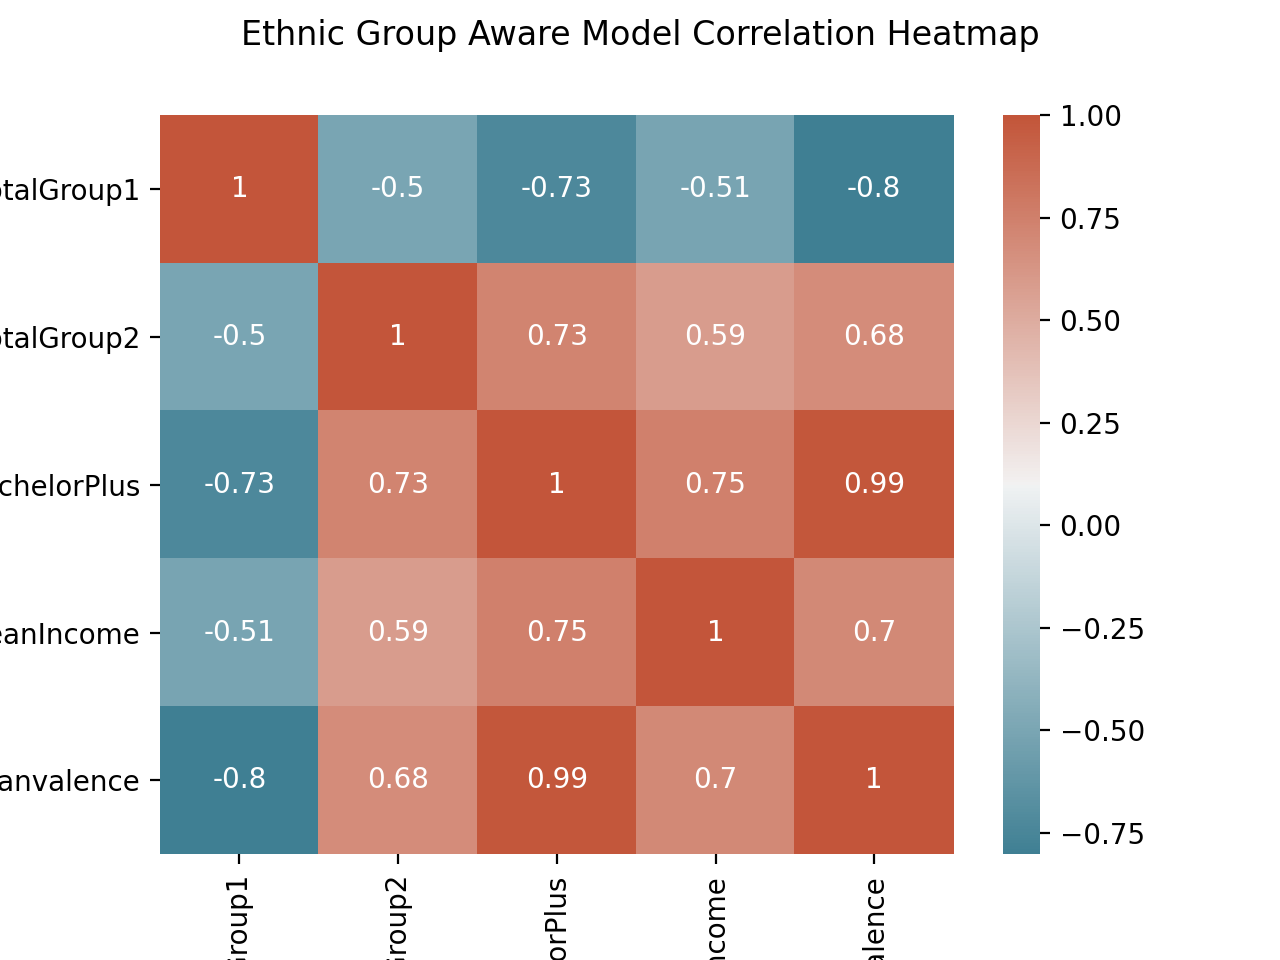 Ethnic Group Aware Model Correlation Heatmap
1.00
otalGroup1 1 -0.5 -0.73 -0.51 -0.8
0.75
otalGroup2 -0.5 1 0.73 0.59 0.68
0.50
0.25
chelorPlus -0.73 0.73 1 0.75 0.99
0.00
eanIncome -0.51 0.59 0.75 1 0.7
−0.25
−0.50
anvalence -0.8 0.68 0.99 0.7 1
−0.75
Group1
Group2
orPlus
ncome
alence